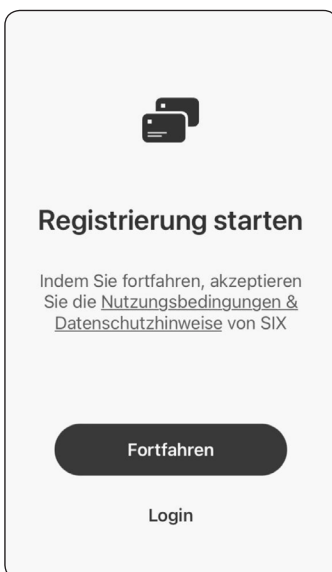 Registrierung starten
Indem Sie fortfahren, akzeptieren
Sie die Nutzungsbedingungen &
Datenschutzhinweise von SIX
Fortfahren
Login